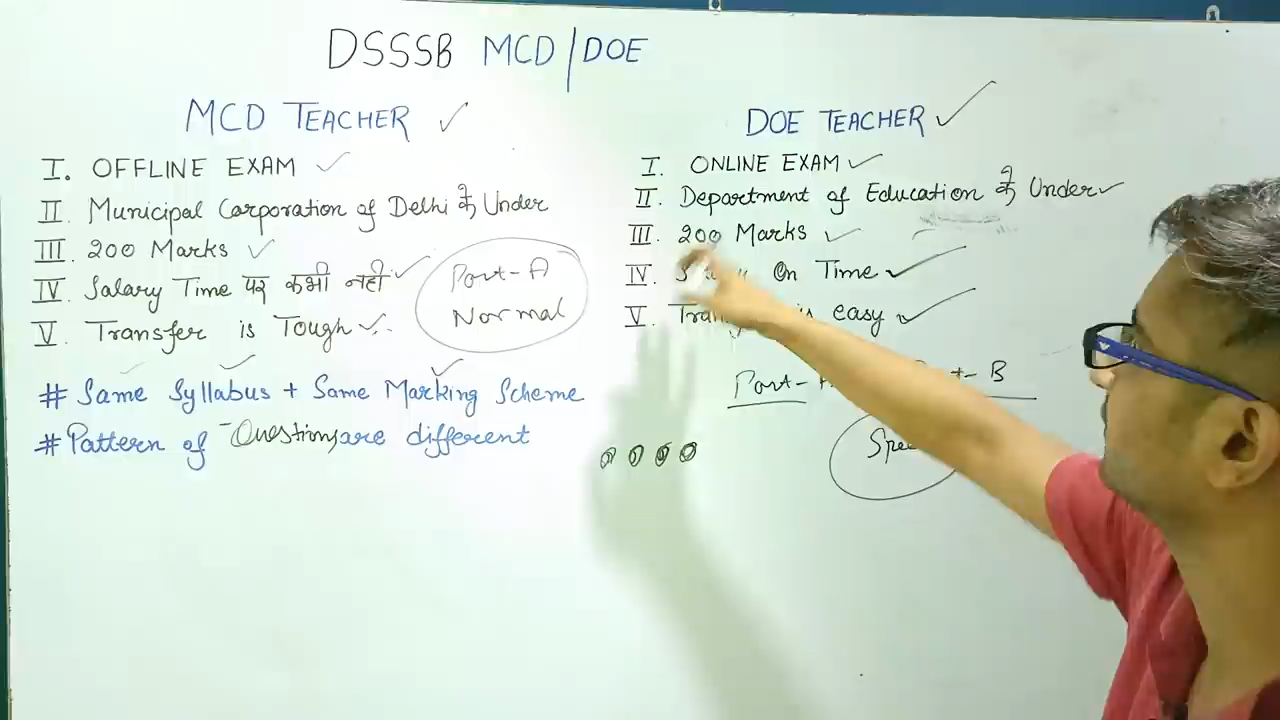 DSSSB MCD/DOE
MCD TEACHER
I. OFFLINE EXAM
II. Municipal Corporation of Delhi के Under
III. 200 Marks
IV. Salary Time पर कभी नही
V. Transfer is Tough
Part-A
Normal
# Same Syllabus + Same Marking Scheme
# Pattern of Questions are different
DOE TEACHER
I. ONLINE EXAM
II. Department of Education के Under
III. 200 Marks
IV. On Time
V. is easy
Part- B